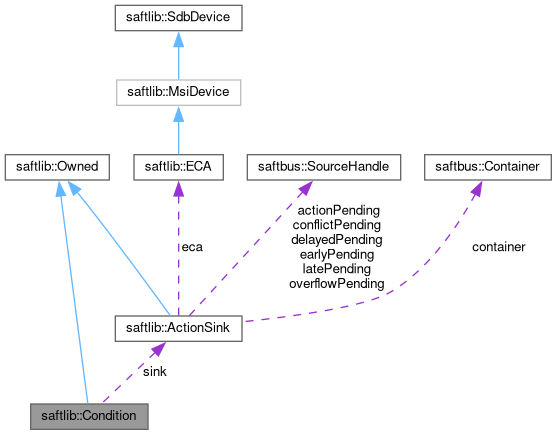 saftlib::SdbDevice
saftlib::MsiDevice
saftlib::Owned
saftlib::ECA
saftbus::SourceHandle
saftbus::Container
actionPending
conflictPending
delayedPending
earlyPending
latePending
overflowPending
eca
container
saftlib::ActionSink
sink
saftlib::Condition